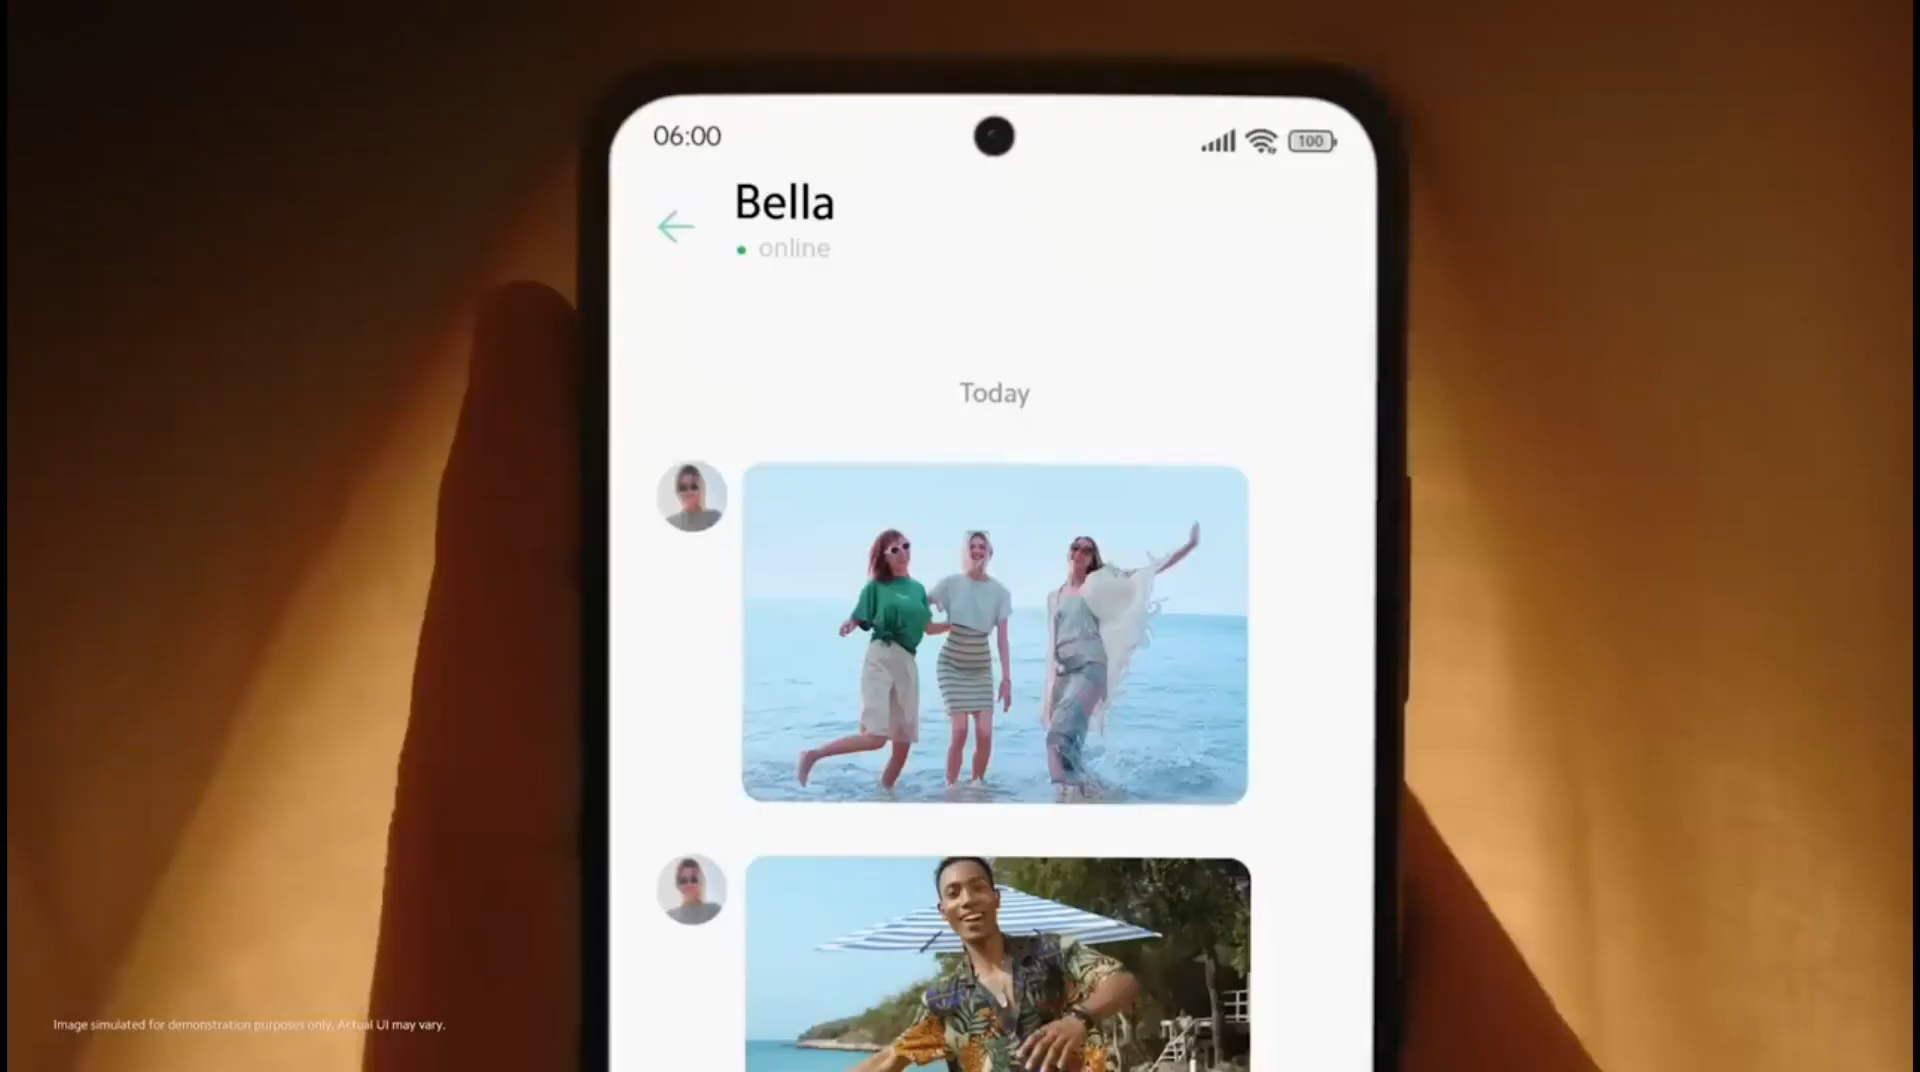 06:00
100
Bella
online
Today
Image simulated for demonstration purposes only. Actual UI may vary.